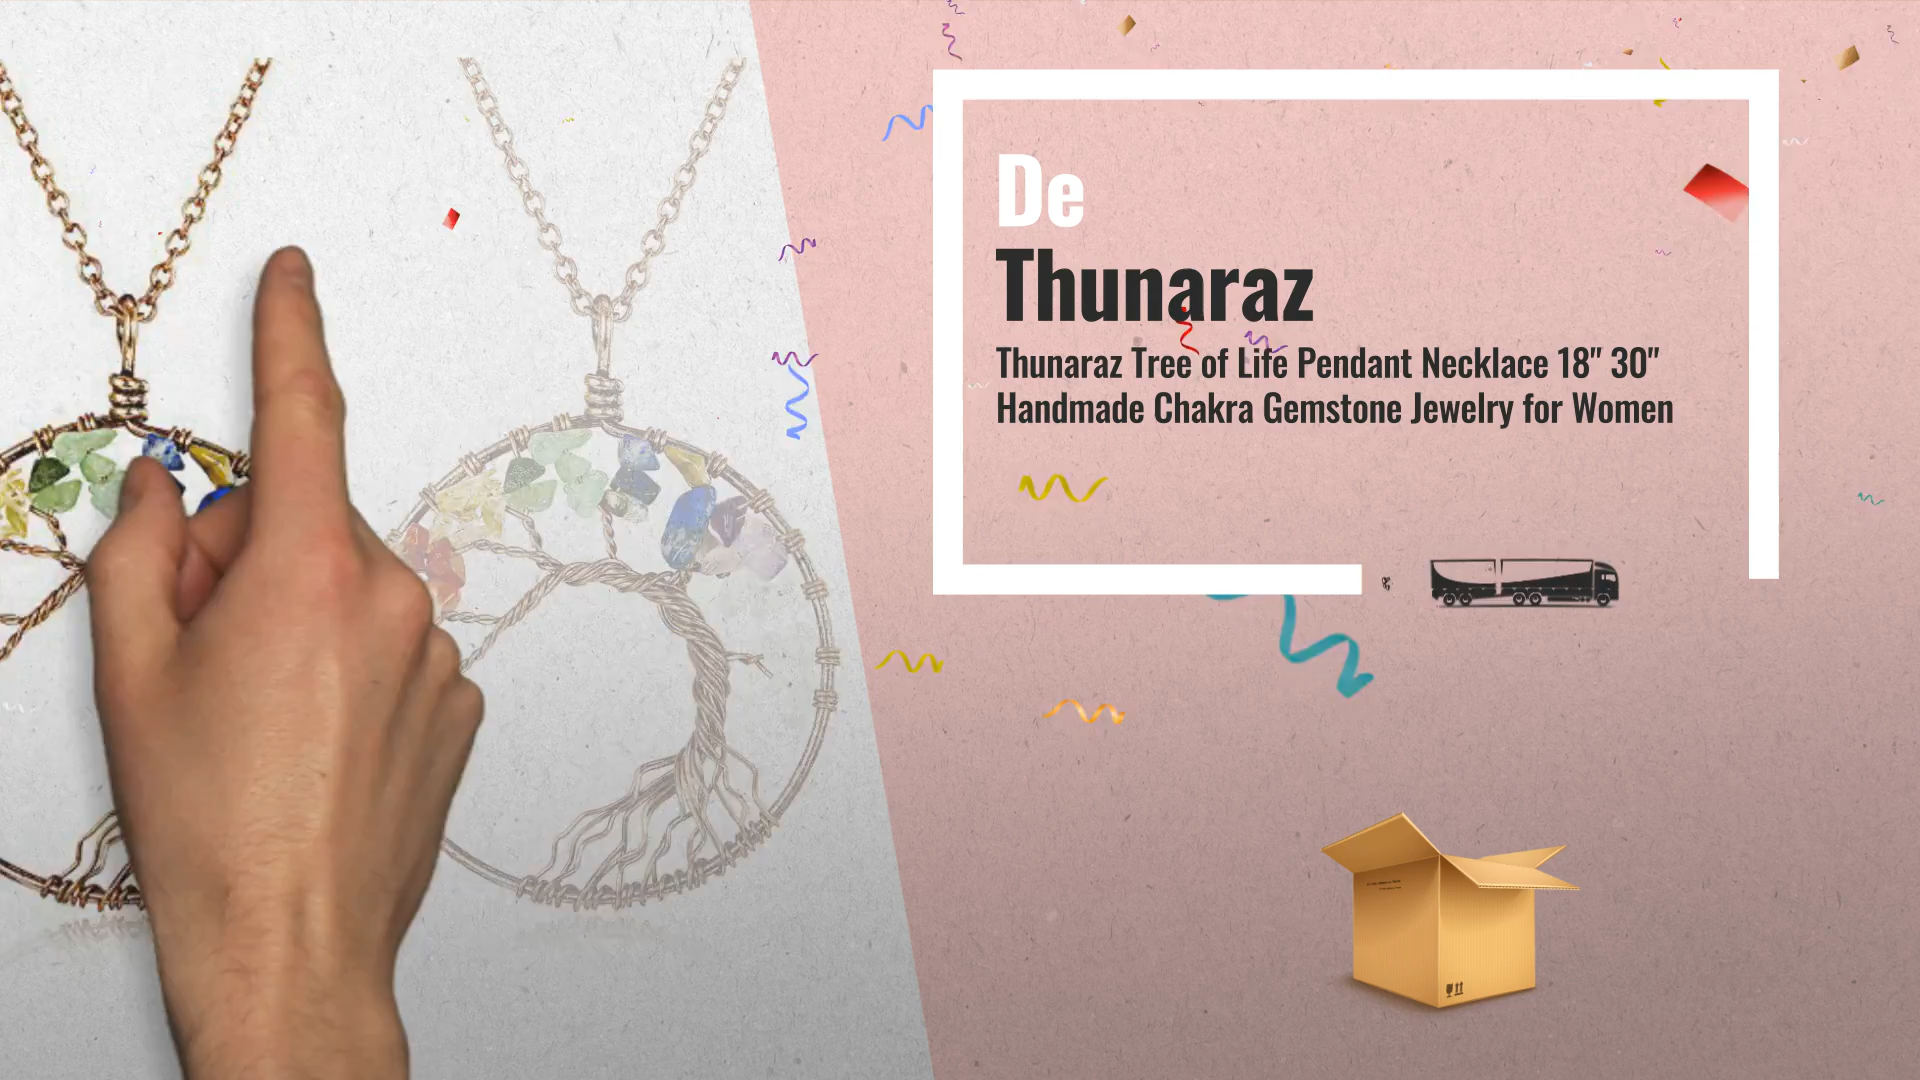 De
Thunaraz
Thunaraz Tree of Life Pendant Necklace 18" 30"
Handmade Chakra Gemstone Jewelry for Women